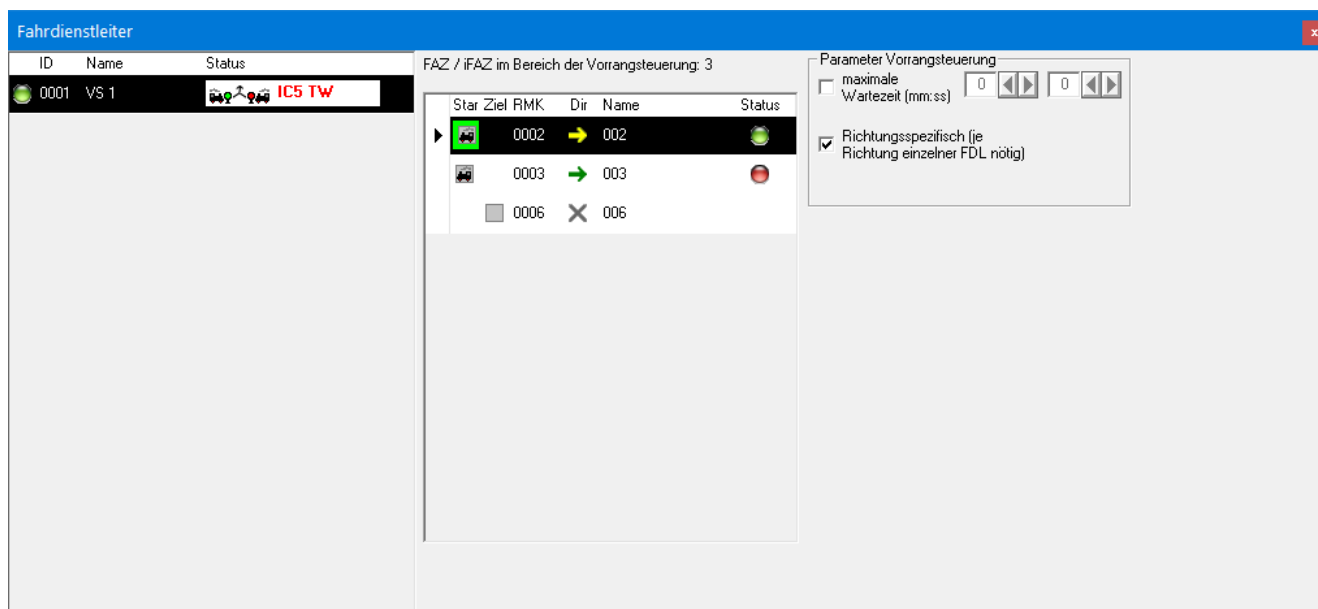 Fahrdienstleiter
x
ID Name Status
0001 VS 1 IC5 TW
FAZ / iFAZ im Bereich der Vorrangsteuerung: 3
Star Ziel RMK Dir Name Status
0002 002
0003 003
0006 006
Parameter Vorrangsteuerung
maximale
Wartezeit (mm:ss) 0 0
Richtungsspezifisch (je
Richtung einzelner FDL nötig)